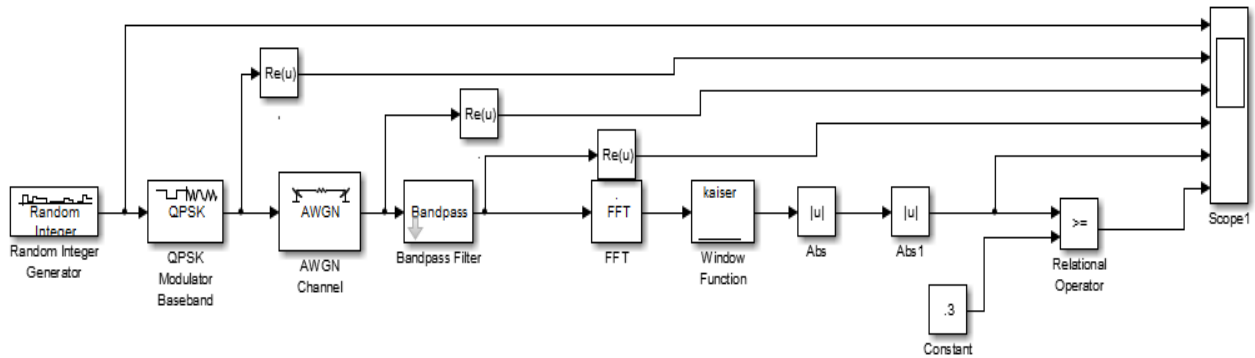 Re(u)
Re(u)
Re(u)
Random
Integer
QPSK
AWGN
Bandpass
FFT
kaiser
|u|
|u|
>=
Scope1
Random Integer
Generator
QPSK
Modulator
Baseband
AWGN
Channel
Bandpass Filter
FFT
Window
Function
Abs
Abs1
Relational
Operator
.3
Constant